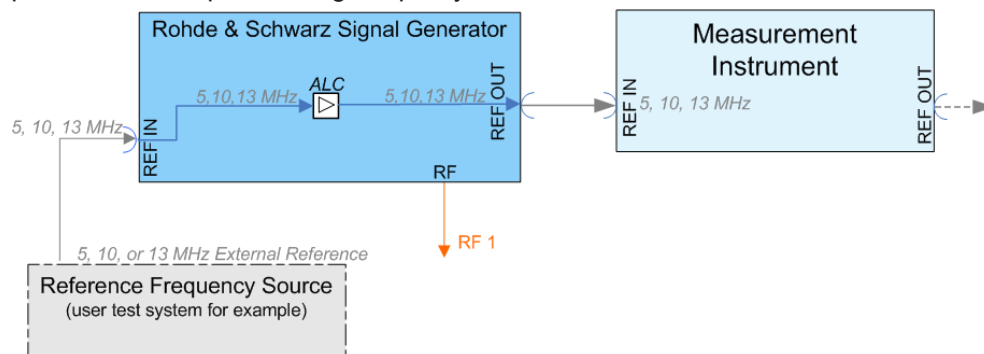 Rohde & Schwarz Signal Generator
ALC
5,10,13 MHz
5,10,13 MHz
REF IN
REF OUT
RF
RF 1
5, 10, 13 MHz
Measurement
Instrument
REF IN
5, 10, 13 MHz
REF OUT
5, 10, or 13 MHz External Reference
Reference Frequency Source
(user test system for example)